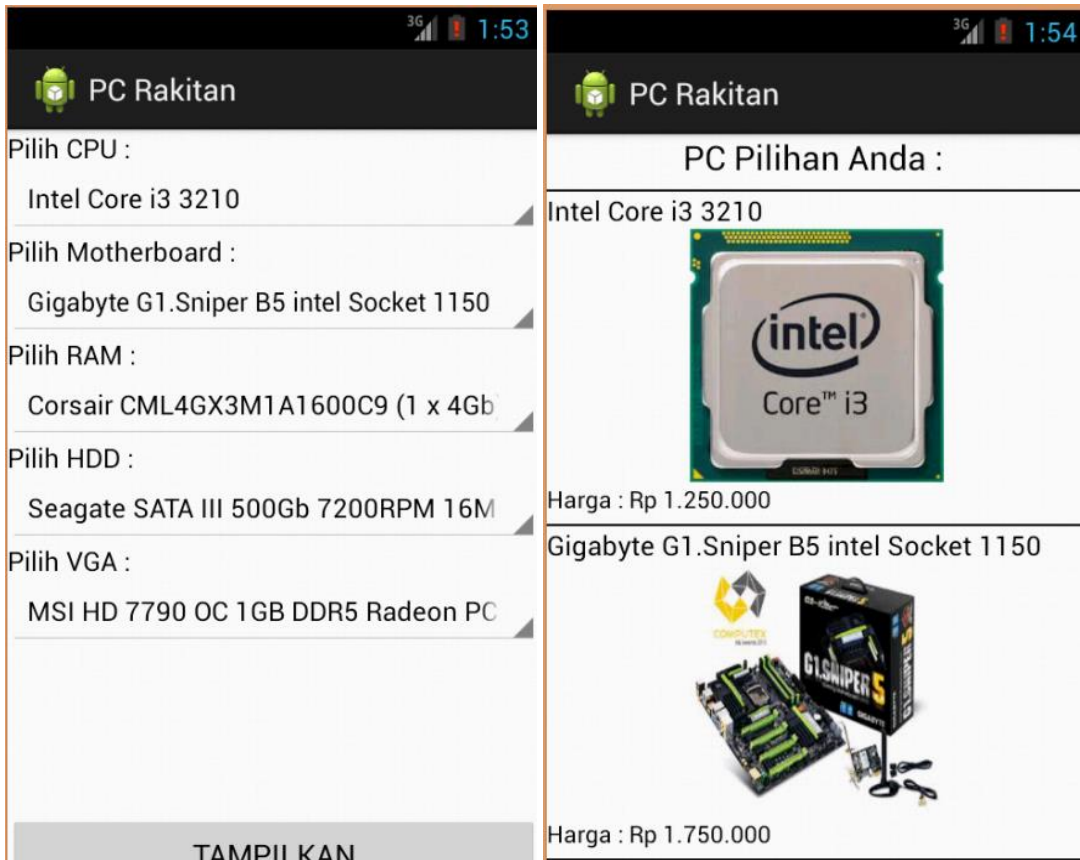 3G 1:53
PC Rakitan
Pilih CPU :
Intel Core i3 3210
Pilih Motherboard :
Gigabyte G1.Sniper B5 intel Socket 1150
Pilih RAM :
Corsair CML4GX3M1A1600C9 (1 x 4Gb)
Pilih HDD :
Seagate SATA III 500Gb 7200RPM 16M
Pilih VGA :
MSI HD 7790 OC 1GB DDR5 Radeon PC
TAMPILKAN
3G 1:54
PC Rakitan
PC Pilihan Anda :
Intel Core i3 3210
intel
Core™ i3
Harga : Rp 1.250.000
Gigabyte G1.Sniper B5 intel Socket 1150
COMPUTEX
G1.SNIPER 5
GIGABYTE
Harga : Rp 1.750.000